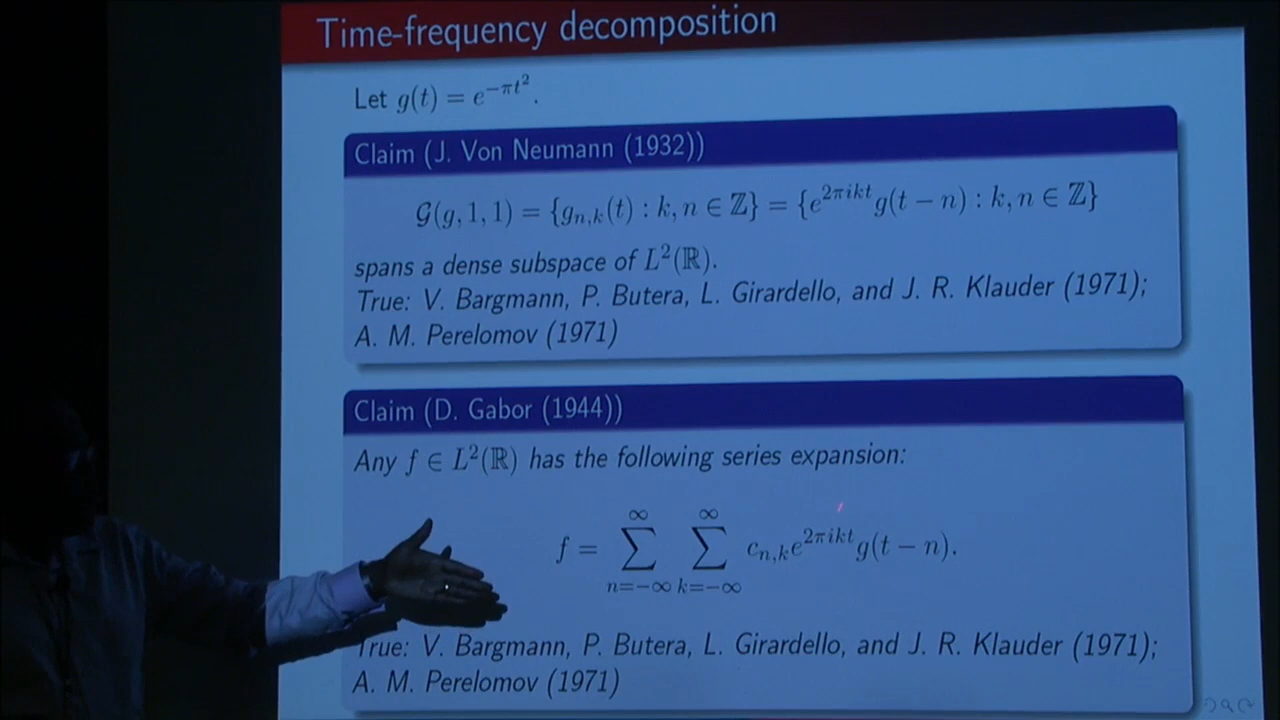 Time-frequency decomposition
Let g(t) = e^{-πt²}.
Claim (J. Von Neumann (1932))
𝒢(g, 1, 1) = {g_{n,k}(t) : k, n ∈ ℤ} = {e^{2πikt}g(t − n) : k, n ∈ ℤ}
spans a dense subspace of L²(ℝ).
True: V. Bargmann, P. Butera, L. Girardello, and J. R. Klauder (1971);
A. M. Perelomov (1971)
Claim (D. Gabor (1944))
Any f ∈ L²(ℝ) has the following series expansion:
f = ∑_{n=−∞}^{∞} ∑_{k=−∞}^{∞} c_{n,k}e^{2πikt}g(t − n).
True: V. Bargmann, P. Butera, L. Girardello, and J. R. Klauder (1971);
A. M. Perelomov (1971)